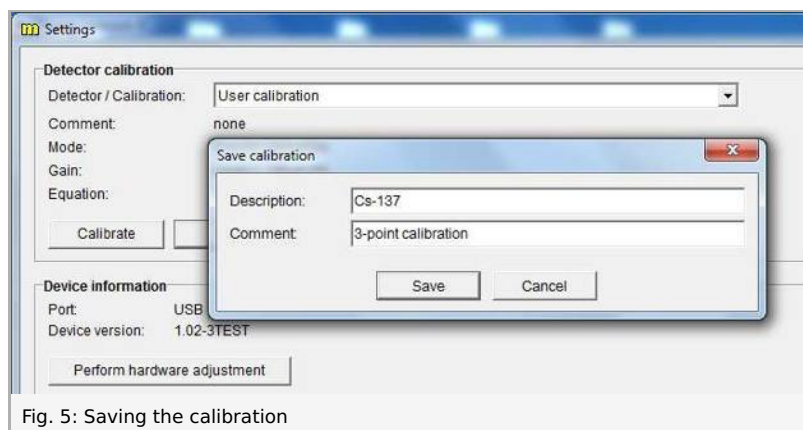 Settings
Detector calibration
Detector / Calibration: User calibration
Comment: none
Mode:
Gain:
Equation:
Calibrate
Save calibration
Description: Cs-137
Comment: 3-point calibration
Save Cancel
Device information
Port: USB
Device version: 1.02-3TEST
Perform hardware adjustment
Fig. 5: Saving the calibration